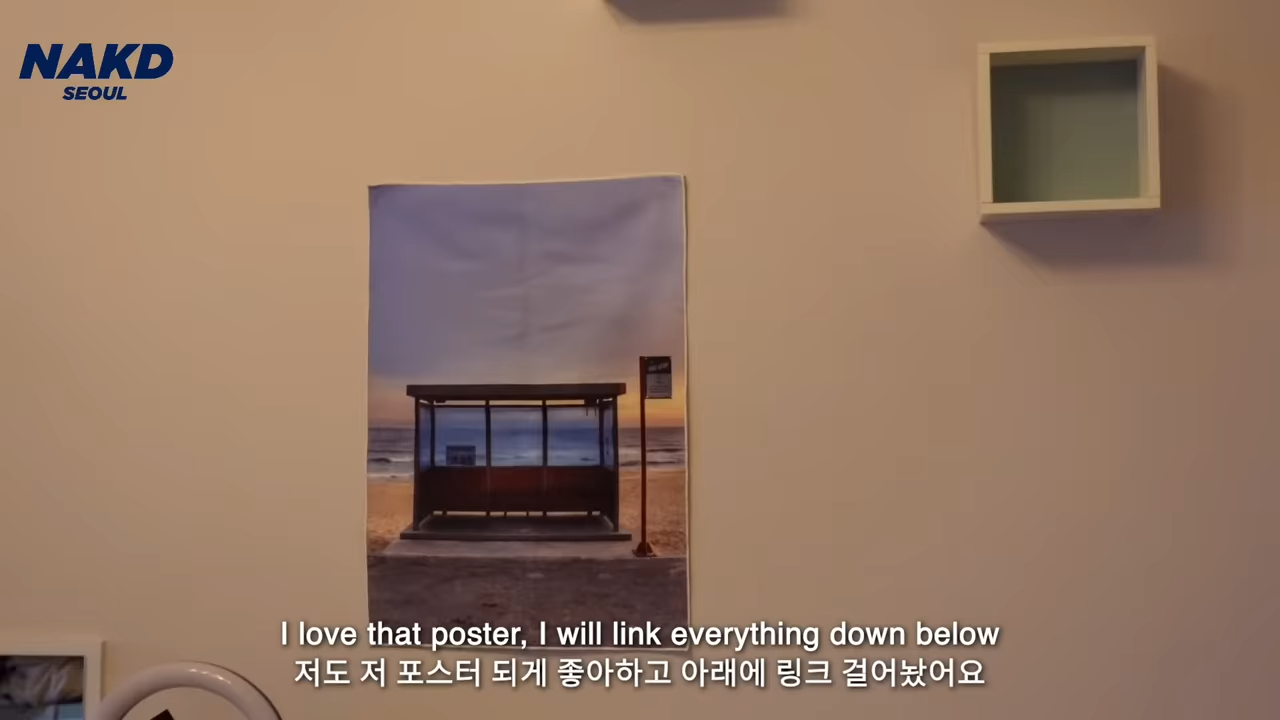 NAKD
SEOUL
I love that poster, I will link everything down below
저도 저 포스터 되게 좋아하고 아래에 링크 걸어놨어요